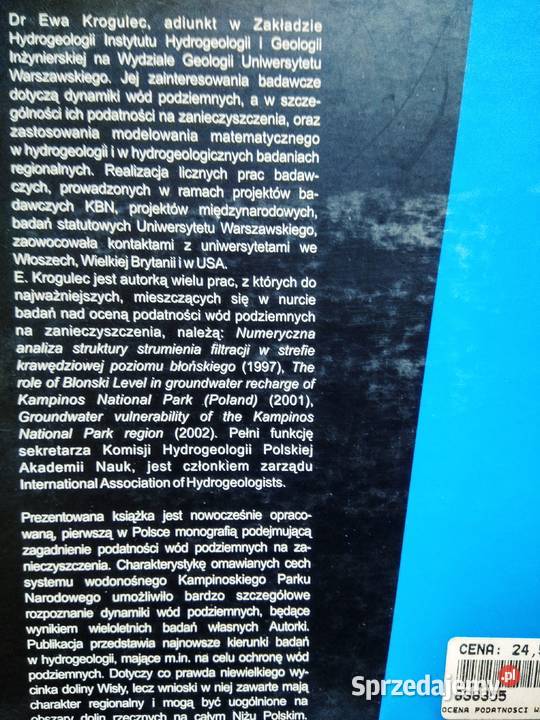 Dr Ewa Krogulec, adiunkt w Zakładzie
Hydrogeologii Instytutu Hydrogeologii i Geologii
Inżynierskiej na Wydziale Geologii Uniwersytetu
Warszawskiego. Jej zainteresowania badawcze
dotyczą dynamiki wód podziemnych, a w szcze-
gólności ich podatności na zanieczyszczenia, oraz
zastosowania modelowania matematycznego
w hydrogeologii i w hydrogeologicznych badaniach
regionalnych. Realizacja licznych prac badaw-
czych, prowadzonych w ramach projektów ba-
dawczych KBN, projektów międzynarodowych,
badań statutowych Uniwersytetu Warszawskiego,
zaowocowała kontaktami z uniwersytetami we
Włoszech, Wielkiej Brytanii i w USA.
E. Krogulec jest autorką wielu prac, z których do
najważniejszych, mieszczących się w nurcie
badań nad oceną podatności wód podziemnych
na zanieczyszczenia, należą: Numeryczna
analiza struktury strumienia filtracji w strefie
krawędziowej poziomu błońskiego (1997), The
role of Blonski Level in groundwater recharge of
Kampinos National Park (Poland) (2001),
Groundwater vulnerability of the Kampinos
National Park region (2002). Pełni funkcję
sekretarza Komisji Hydrogeologii Polskiej
Akademii Nauk, jest członkiem zarządu
International Association of Hydrogeologists.
Prezentowana książka jest nowocześnie opraco-
waną, pierwszą w Polsce monografią podejmującą
zagadnienie podatności wód podziemnych na za-
nieczyszczenia. Charakterystykę omawianych cech
systemu wodonośnego Kampinoskiego Parku
Narodowego umożliwiło bardzo szczegółowe
rozpoznanie dynamiki wód podziemnych, będące
wynikiem wieloletnich badań własnych Autorki.
Publikacja przedstawia najnowsze kierunki badań
w hydrogeologii, mające m.in. na celu ochronę wód
podziemnych. Dotyczy co prawda niewielkiego wy-
cinka doliny Wisły, lecz wnioski w niej zawarte mają
charakter regionalny i mogą być uogólnione na
obszary dolin rzecznych na całym Niżu Polskim.
CENA: 24,5
OCENA PODATNOSCI W
Sprzedajemy.pl